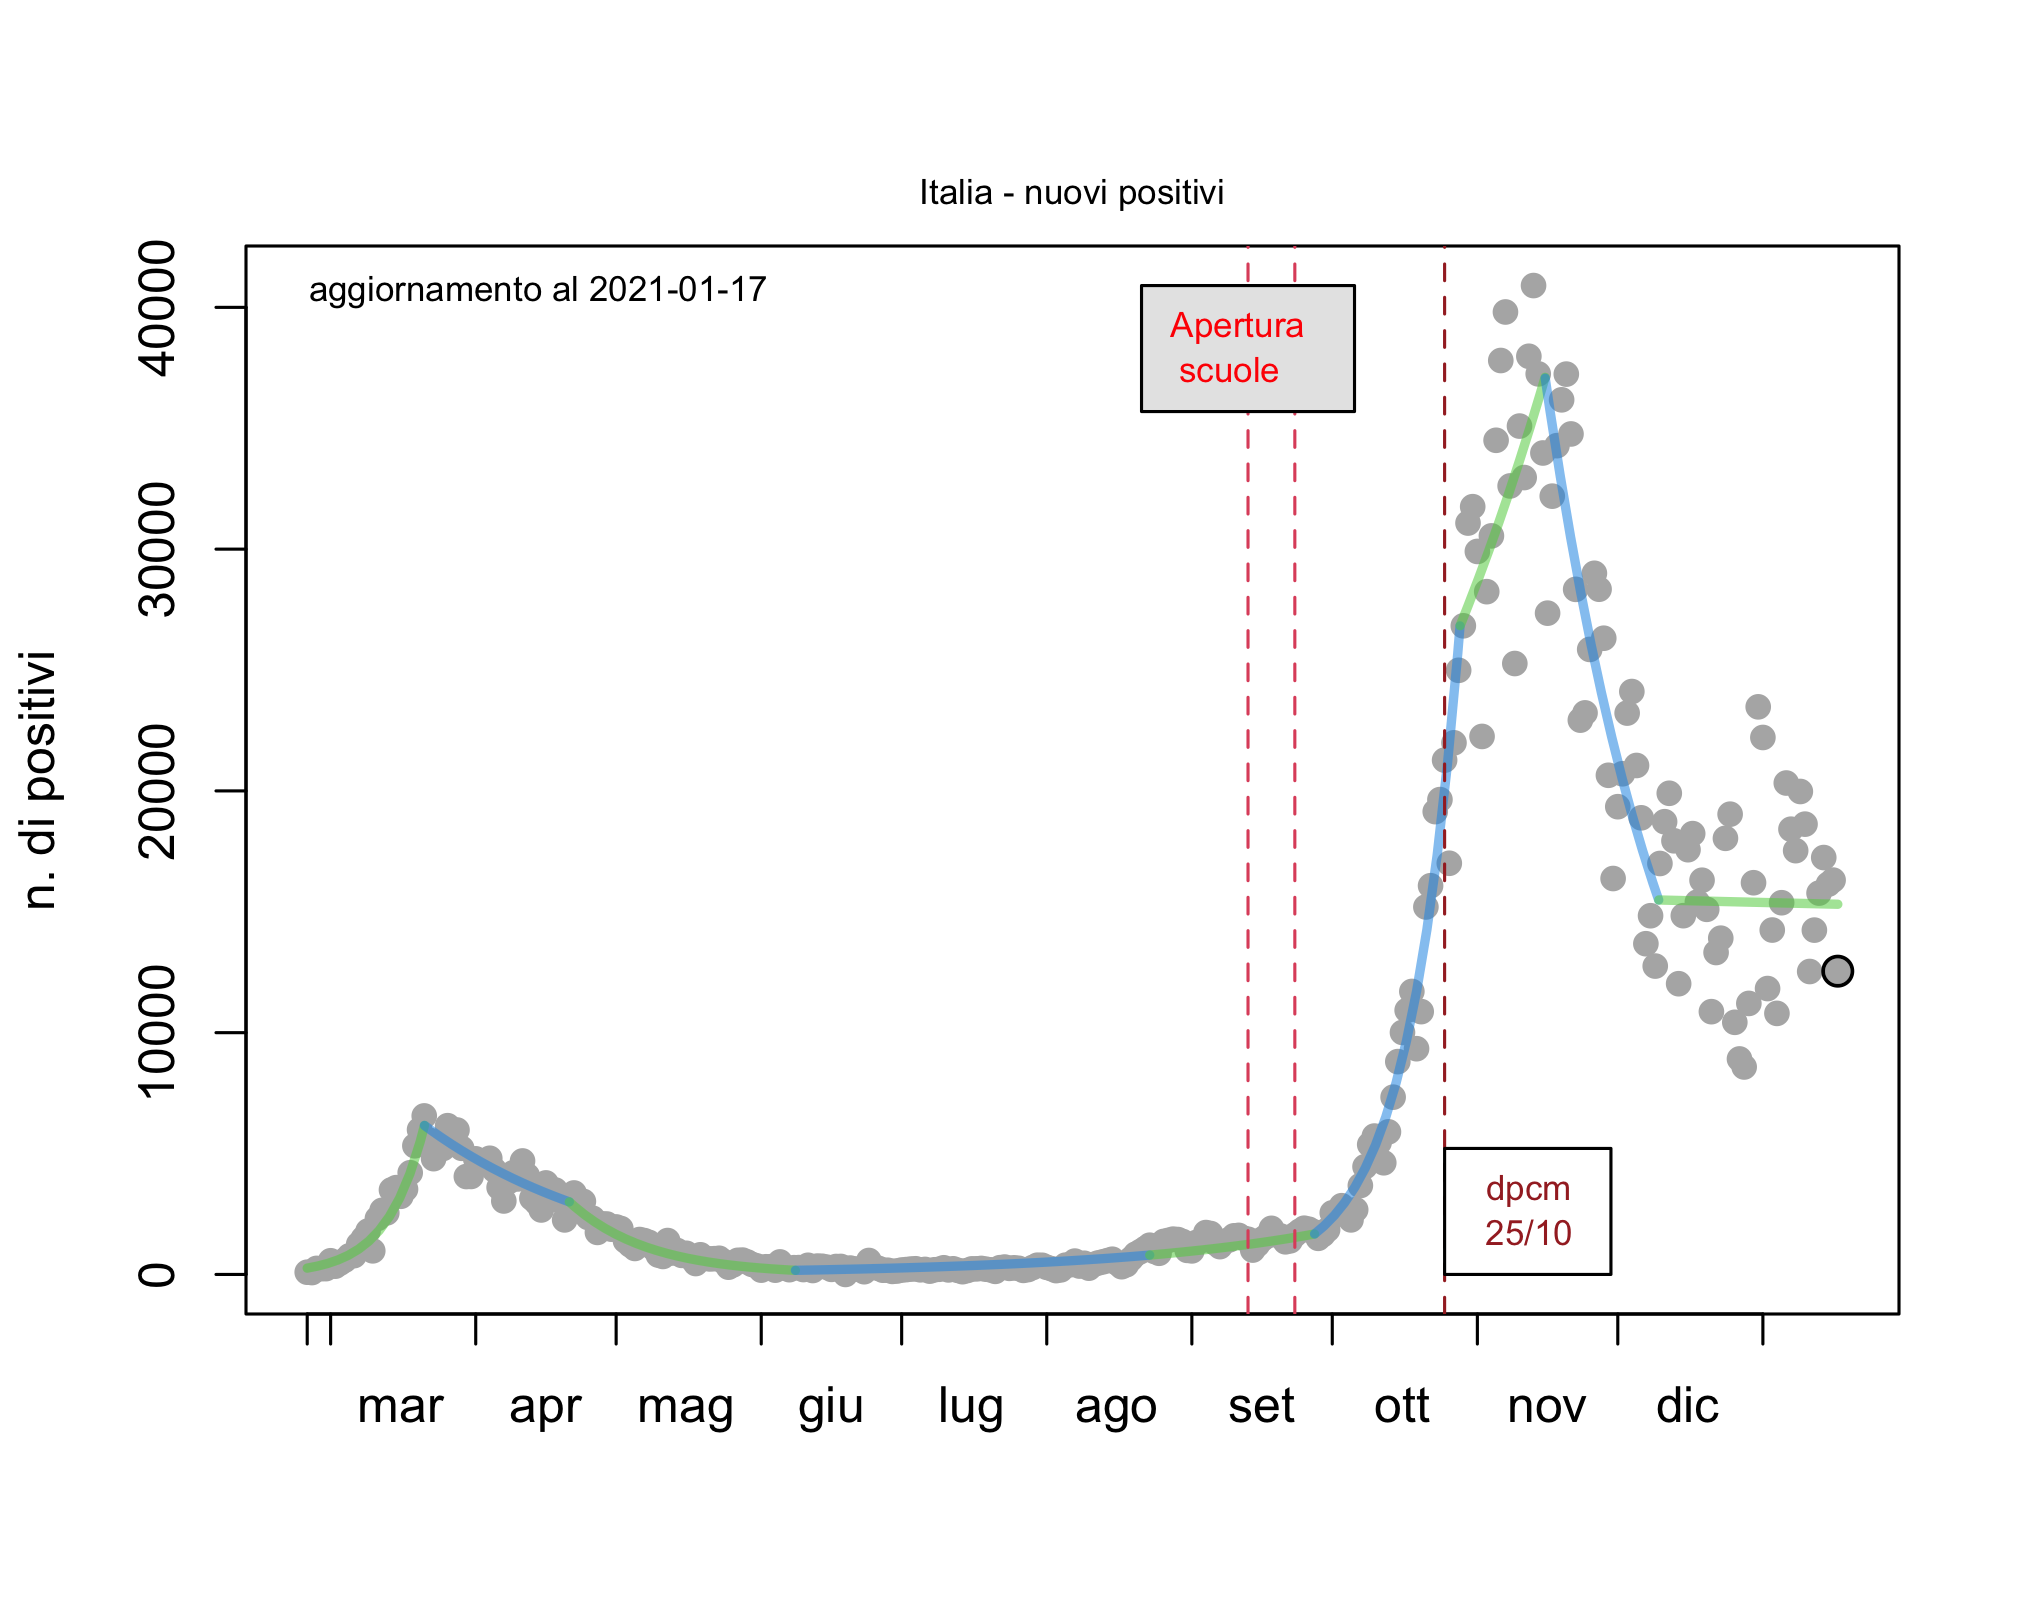 Italia - nuovi positivi
aggiornamento al 2021-01-17
Apertura
scuole
n. di positivi
40000
30000
20000
10000
0
dpcm
25/10
mar apr mag giu lug ago set ott nov dic